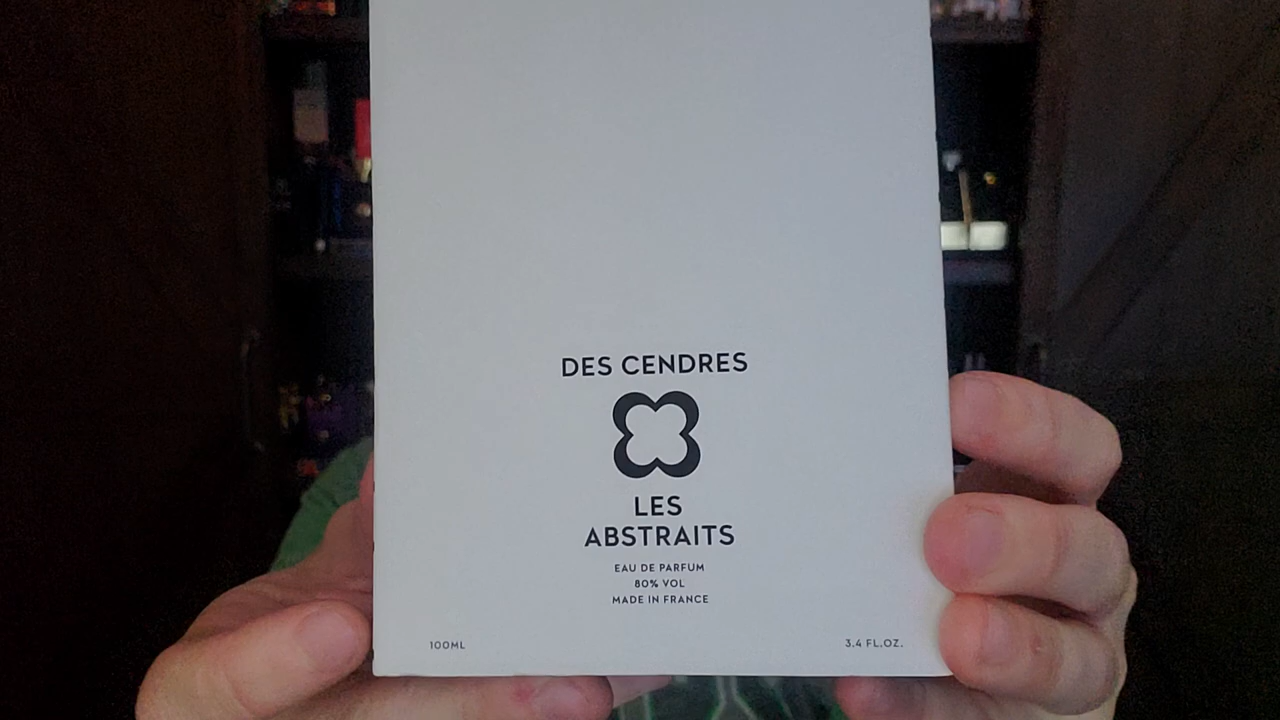 DES CENDRES
LES
ABSTRAITS
EAU DE PARFUM
80% VOL
MADE IN FRANCE
100ML
3.4 FL.OZ.